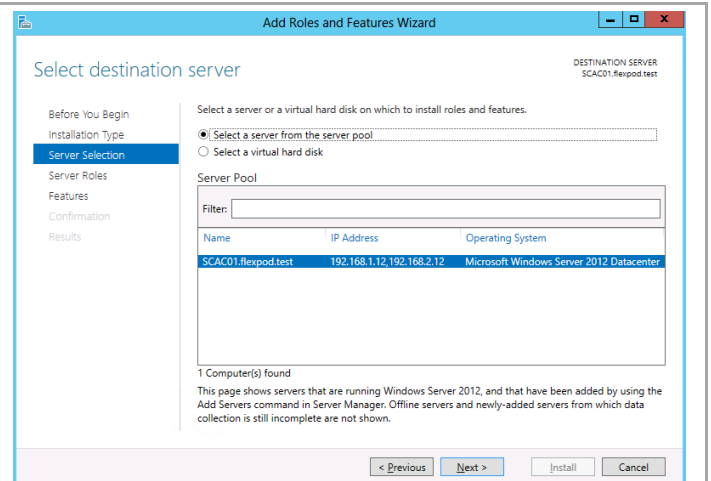 Add Roles and Features Wizard
Select destination server
DESTINATION SERVER
SCAC01.flexpod.test
Before You Begin
Installation Type
Server Selection
Server Roles
Features
Confirmation
Results
Select a server or a virtual hard disk on which to install roles and features.
Select a server from the server pool
Select a virtual hard disk
Server Pool
Filter:
Name IP Address Operating System
SCAC01.flexpod.test 192.168.1.12,192.168.2.12 Microsoft Windows Server 2012 Datacenter
1 Computer(s) found
This page shows servers that are running Windows Server 2012, and that have been added by using the
Add Servers command in Server Manager. Offline servers and newly-added servers from which data
collection is still incomplete are not shown.
< Previous Next > Install Cancel